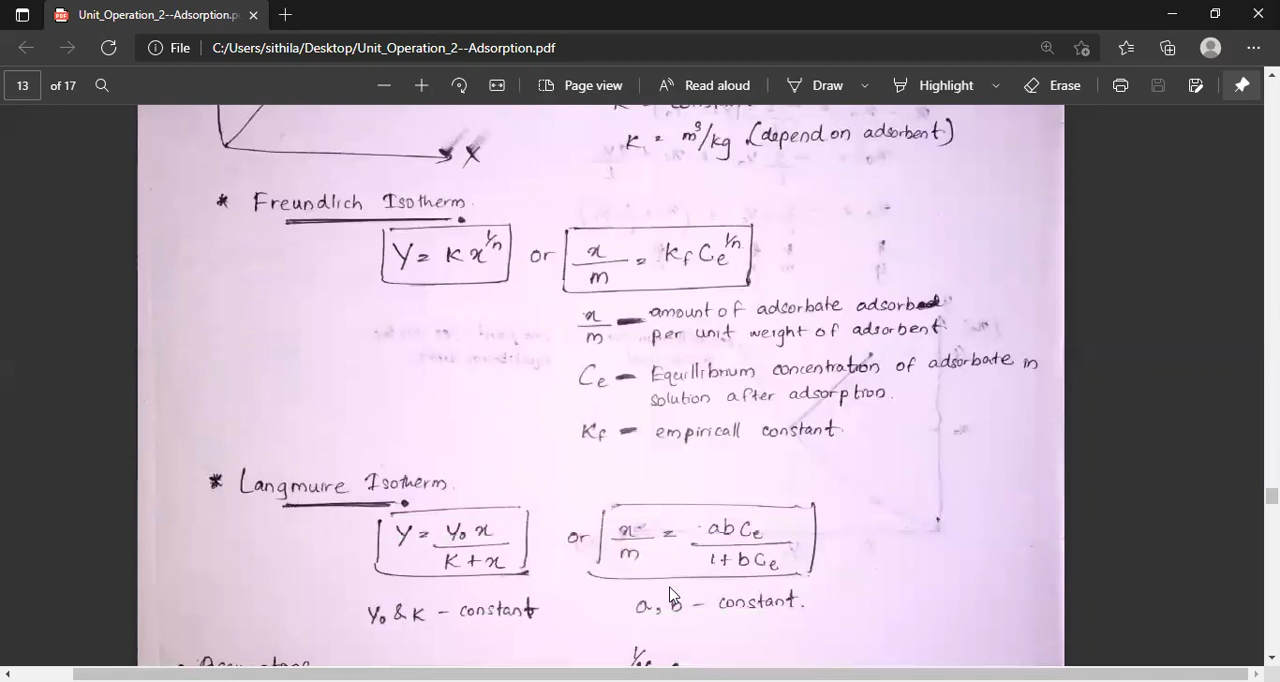 Unit_Operation_2--Adsorption.p
File C:/Users/sithila/Desktop/Unit_Operation_2--Adsorption.pdf
13 of 17 Page view Read aloud Draw Highlight Erase
X
K = m³/kg (depend on adsorbent)
* Freundlich Isotherm.
Y = K x^1/n or x/m = Kf Ce^1/n
x/m – amount of adsorbate adsorbed
per unit weight of adsorbent.
Ce – Equillibrium concentration of adsorbate in
solution after adsorption.
Kf – empiricall constant.
* Langmuire Isotherm.
Y = Y₀ x / K + x or x/m = abCe / 1 + bCe
Y₀ & K – constant a, b – constant.